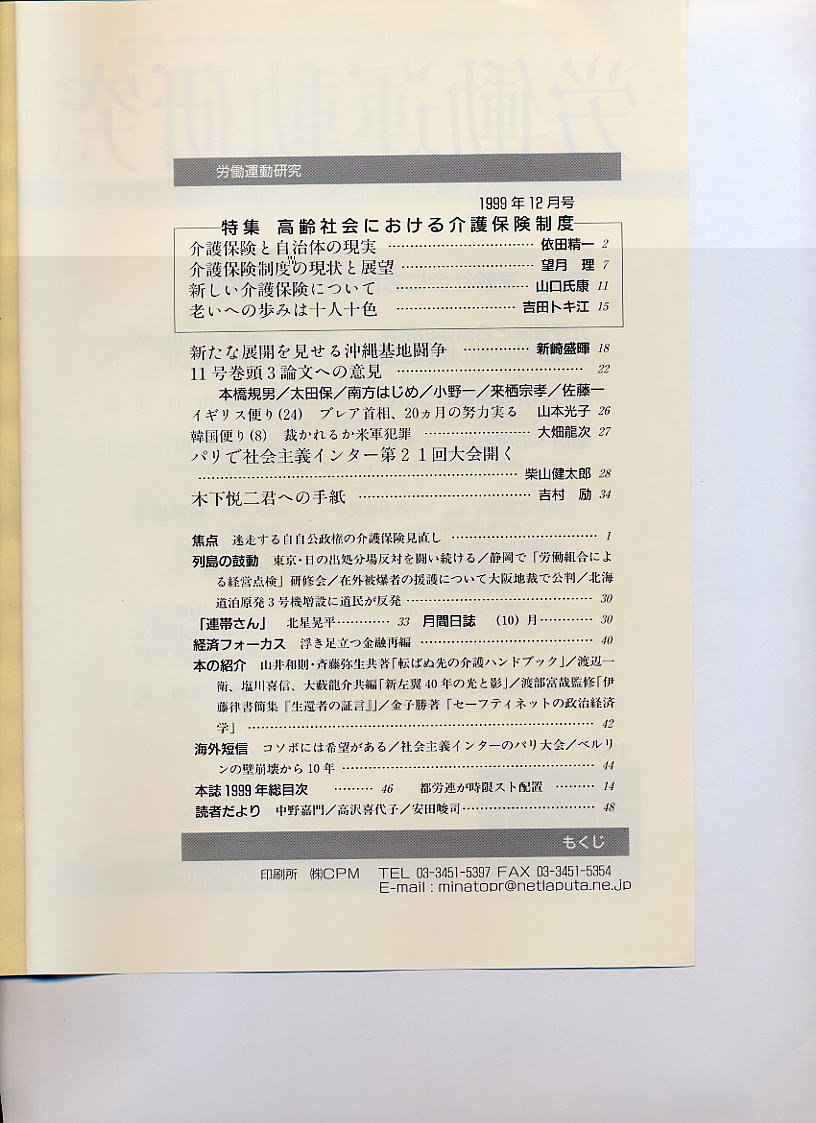 労働運動研究
1999年12月号
特集 高齢社会における介護保険制度
介護保険と自治体の現実 ………………………… 依田精一 2
介護保険制度の現状と展望 ……………………… 望月 理 7
新しい介護保険について ………………………… 山口氏康 11
老いへの歩みは十人十色 ………………………… 吉田トキ江 15
新たな展開を見せる沖縄基地闘争 …………… 新崎盛暉 18
11号巻頭3論文への意見 ………………………………… 22
本橋規男／太田保／南方はじめ／小野一／来栖宗孝／佐藤一
イギリス便り(24) ブレア首相、20ヵ月の努力実る 山本光子 26
韓国便り(8) 裁かれるか米軍犯罪 …………………… 大畑龍次 27
パリで社会主義インター第21回大会開く
………………………………………………………… 柴山健太郎 28
木下悦二君への手紙 ………………………………… 吉村 励 34
焦点 迷走する自自公政権の介護保険見直し ……………………………… 1
列島の鼓動 東京・日の出処分場反対を闘い続ける／静岡で「労働組合によ
る経営点検」研修会／在外被爆者の援護について大阪地裁で公判／北海
道泊原発3号機増設に道民が反発 ……………………………………… 30
「連帯さん」 北星晃平………… 33 月間日誌 (10)月………… 30
経済フォーカス 浮き足立つ金融再編 …………………………………… 40
本の紹介 山井和則・斉藤弥生共著「転ばぬ先の介護ハンドブック」／渡辺一
衛、塩川喜信、大藪龍介共編「新左翼40年の光と影」／渡部富哉監修「伊
藤律書簡集『生還者の証言』」／金子勝著「セーフティネットの政治経済
学」 ………………………………………………………………………… 42
海外短信 コソボには希望がある／社会主義インターのパリ大会／ベルリ
ンの壁崩壊から10年 …………………………………………………… 44
本誌1999年総目次 ……… 46 都労連が時限スト配置 ……… 14
読者だより 中野嘉門／高沢喜代子／安田暶司…………………………… 48
もくじ
印刷所 ㈱CPM TEL 03-3451-5397 FAX 03-3451-5354
E-mail : minatopr@netlaputa.ne.jp